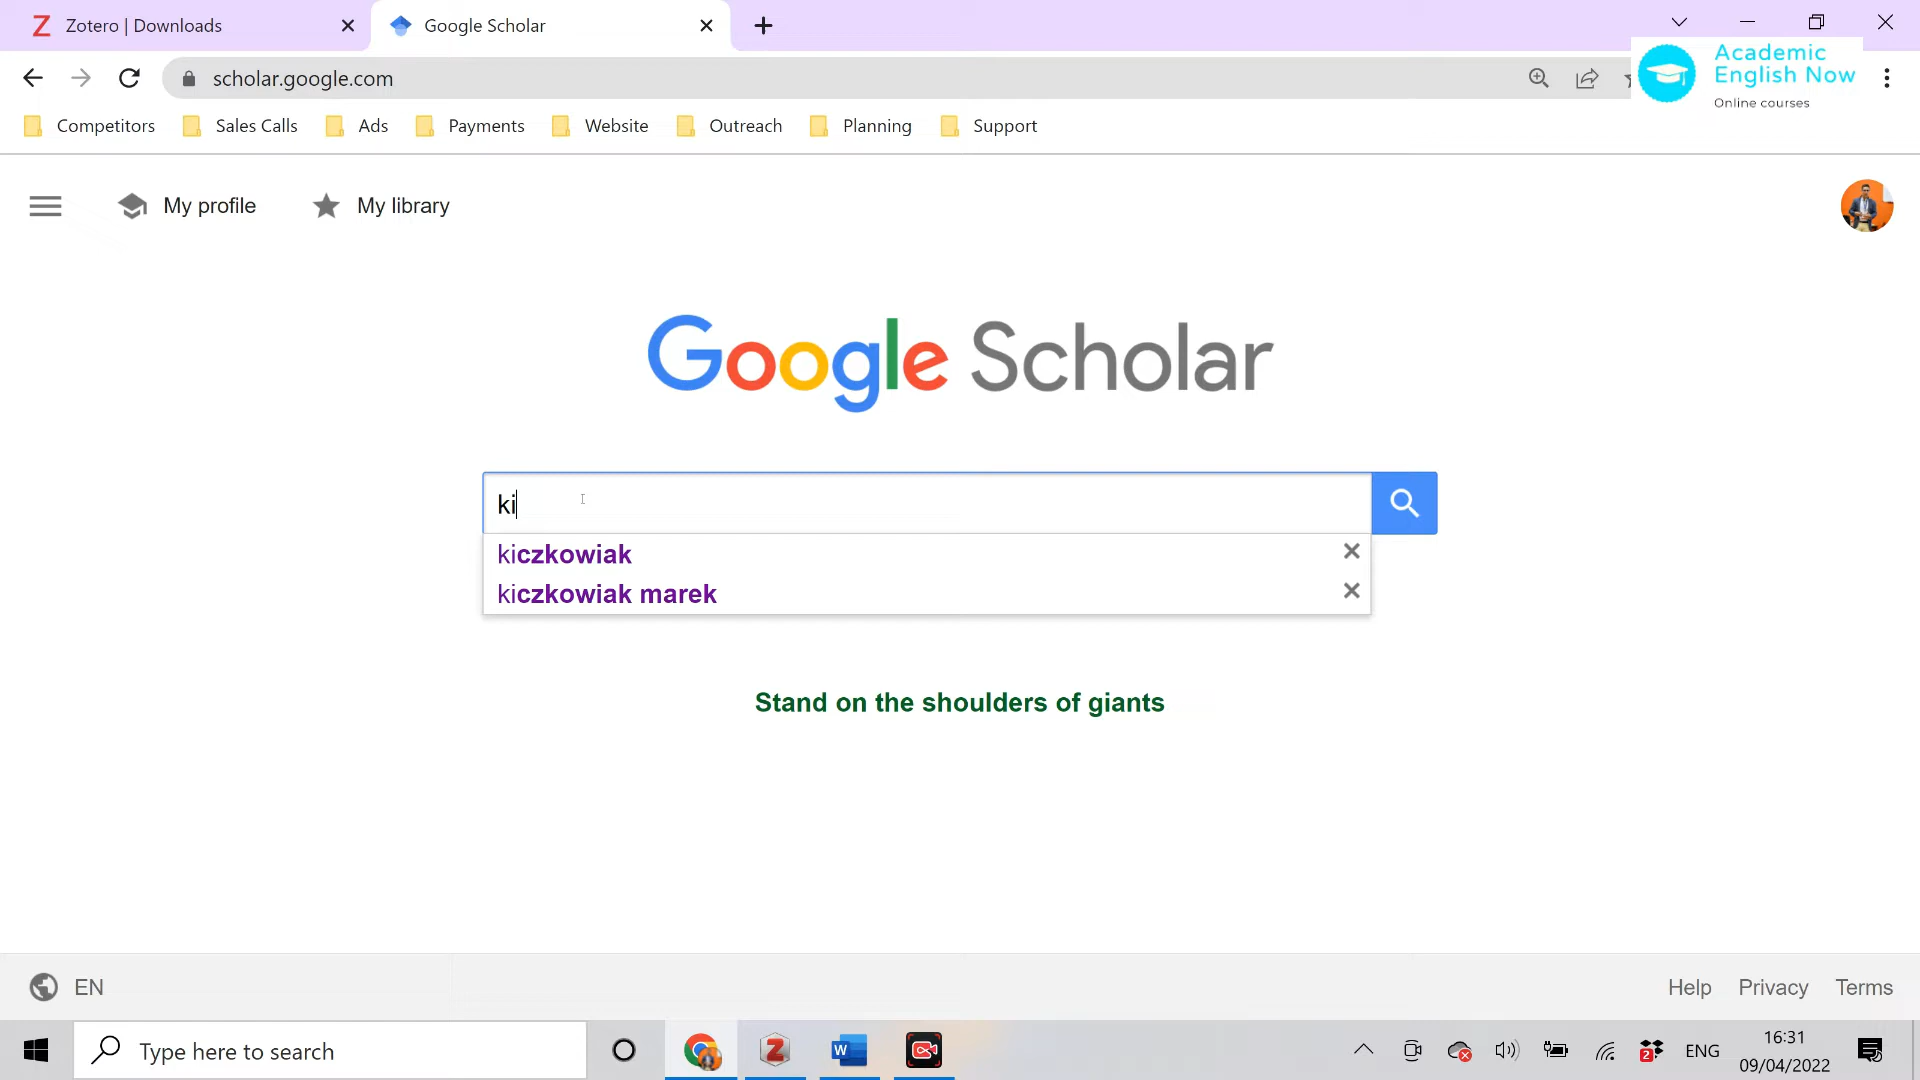 Zotero | Downloads
Google Scholar
scholar.google.com
Academic
English Now
Online courses
Competitors
Sales Calls
Ads
Payments
Website
Outreach
Planning
Support
My profile
My library
Google Scholar
ki
kiczkowiak
kiczkowiak marek
Stand on the shoulders of giants
EN
Help
Privacy
Terms
Type here to search
ENG
16:31
09/04/2022